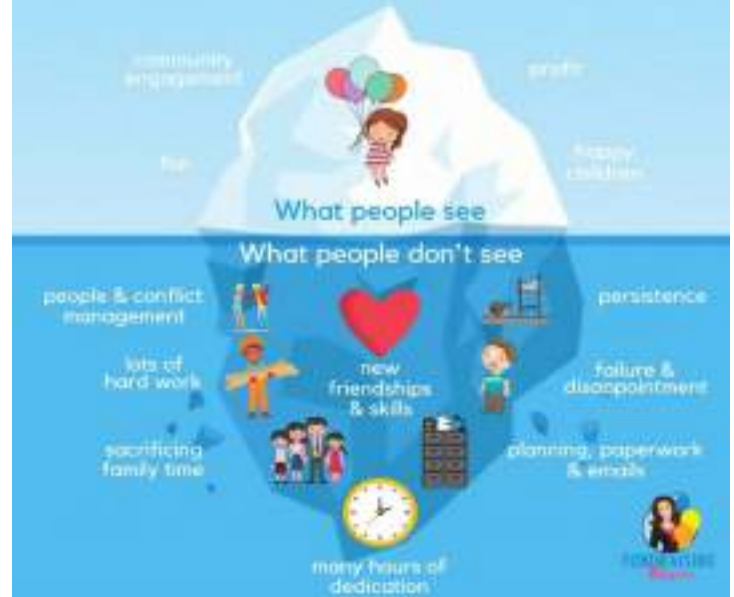 community
engagement
profit
fun
happy
children
What people see
What people don't see
people & conflict
management
persistence
lots of
hard work
new
friendships
& skills
failure &
disappointment
sacrificing
family time
planning, paperwork
& emails
many hours of
dedication
FUNDRAISING